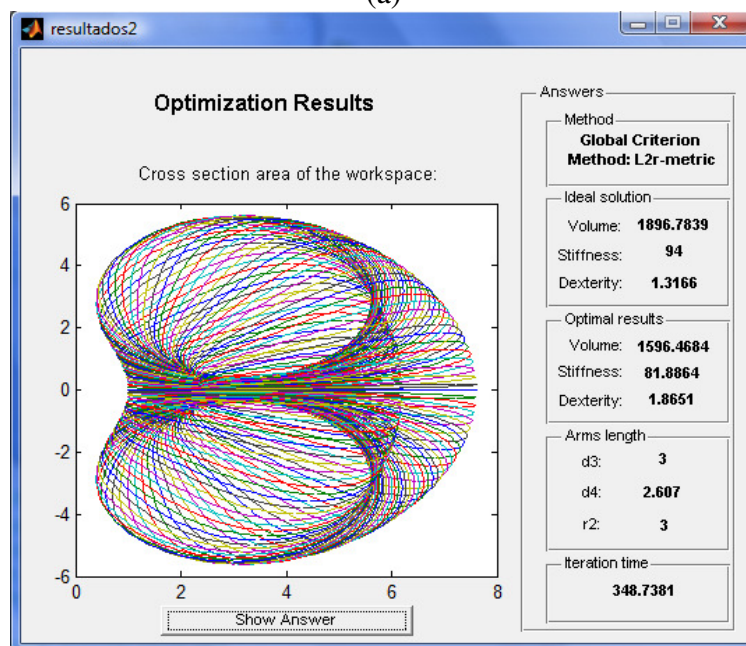 (a)
resultados2
Optimization Results
Cross section area of the workspace:
6
4
2
0
-2
-4
-6
0
2
4
6
8
Show Answer
Answers
Method
Global Criterion
Method: L2r-metric
Ideal solution
Volume: 1896.7839
Stiffness: 94
Dexterity: 1.3166
Optimal results
Volume: 1596.4684
Stiffness: 81.8864
Dexterity: 1.8651
Arms length
d3: 3
d4: 2.607
r2: 3
Iteration time
348.7381